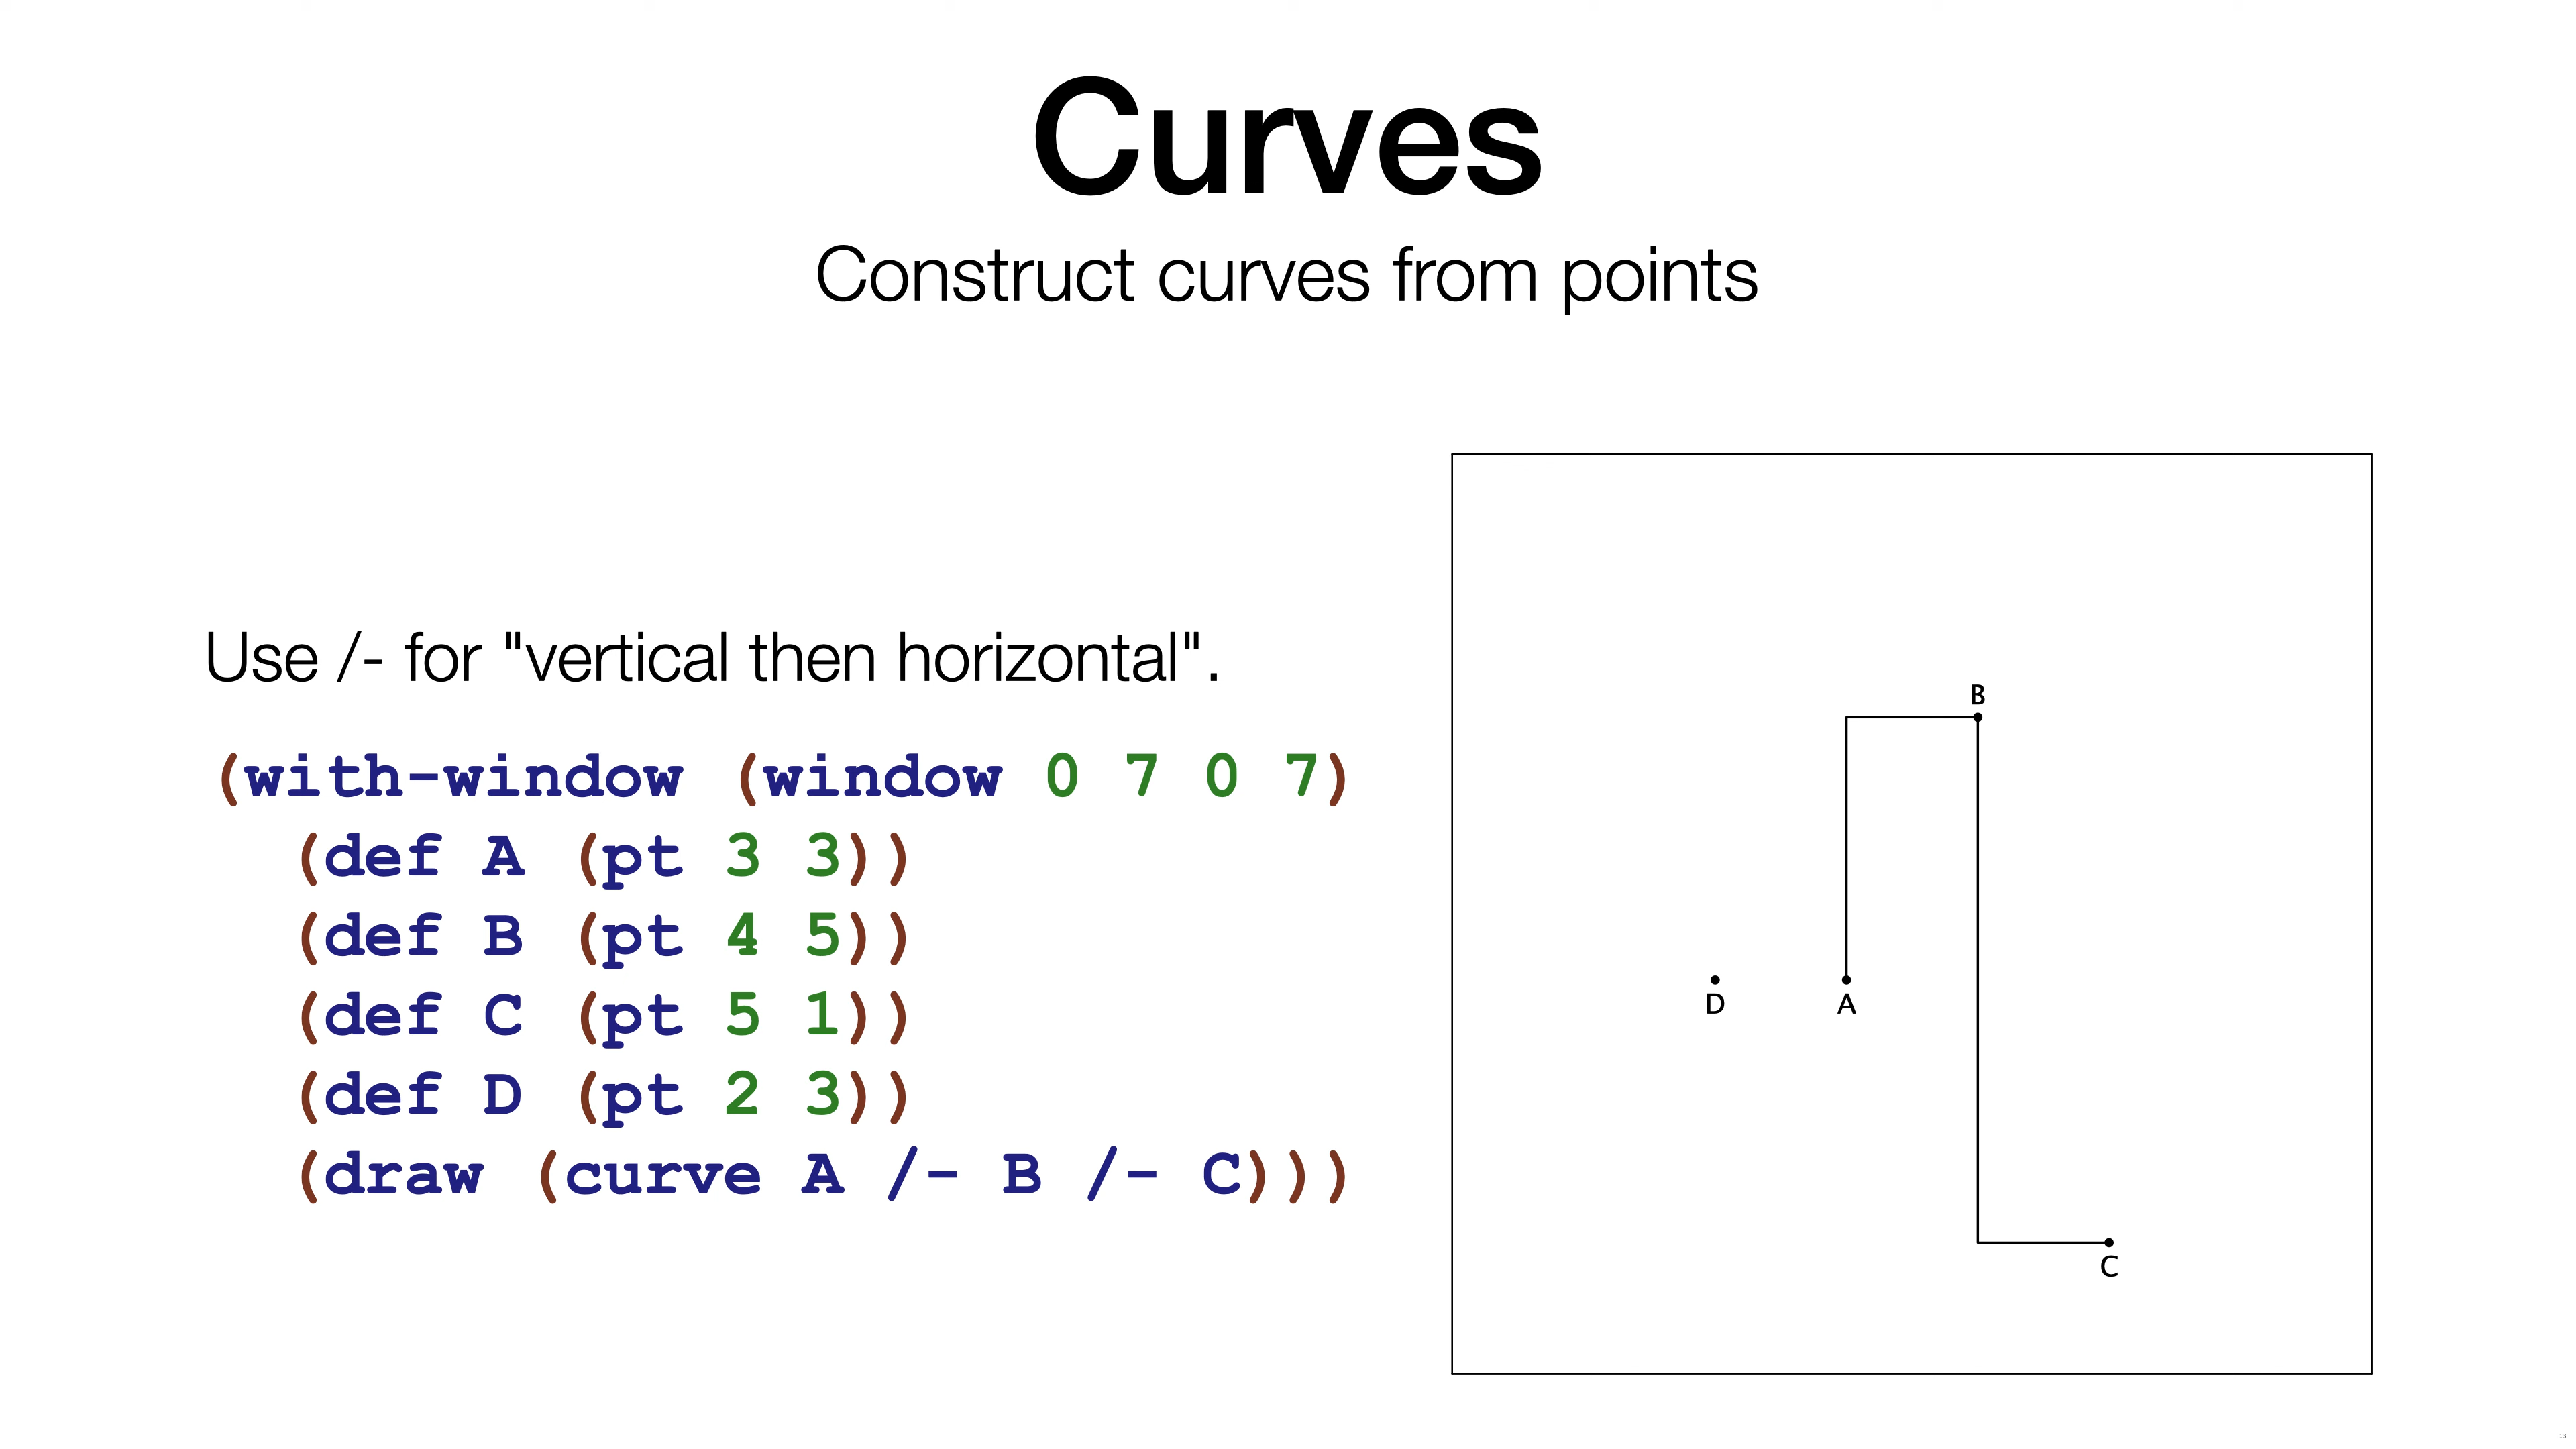 Curves
Construct curves from points
Use /- for "vertical then horizontal".
(with-window (window 0 7 0 7)
  (def A (pt 3 3))
  (def B (pt 4 5))
  (def C (pt 5 1))
  (def D (pt 2 3))
  (draw (curve A /- B /- C)))
B
D
A
C
13